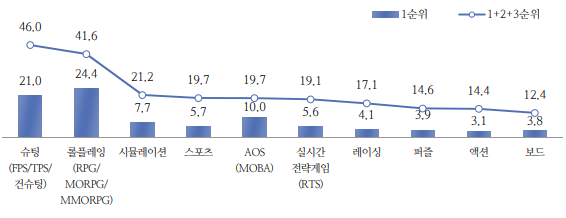 1순위 1+2+3순위
46,0 41,6 21,2 19,7 19,7 19,1 17,1 14,6 14,4 12,4
21,0 24,4 7,7 5,7 10,0 5,6 4,1 3,9 3,1 3,8
슈팅 롤플레잉 시뮬레이션 스포츠 AOS 실시간 레이싱 퍼즐 액션 보드
(FPS/TPS/ (RPG/ (MOBA) 전략게임
건슈팅) MORPG/ (RTS)
MMORPG)